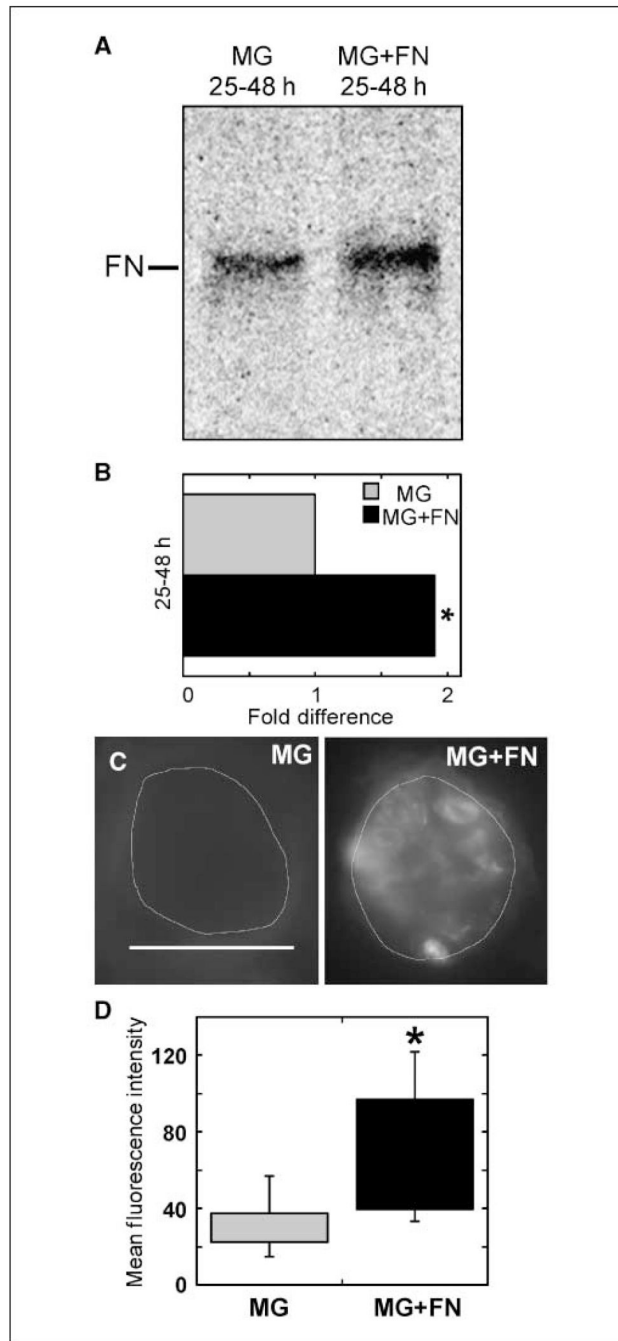 A
MG MG+FN
25-48 h 25-48 h
FN
B
MG
MG+FN
25-48 h
*
0 1 2
Fold difference
C MG MG+FN
D
*
Mean fluorescence intensity
120
80
40
0
MG MG+FN